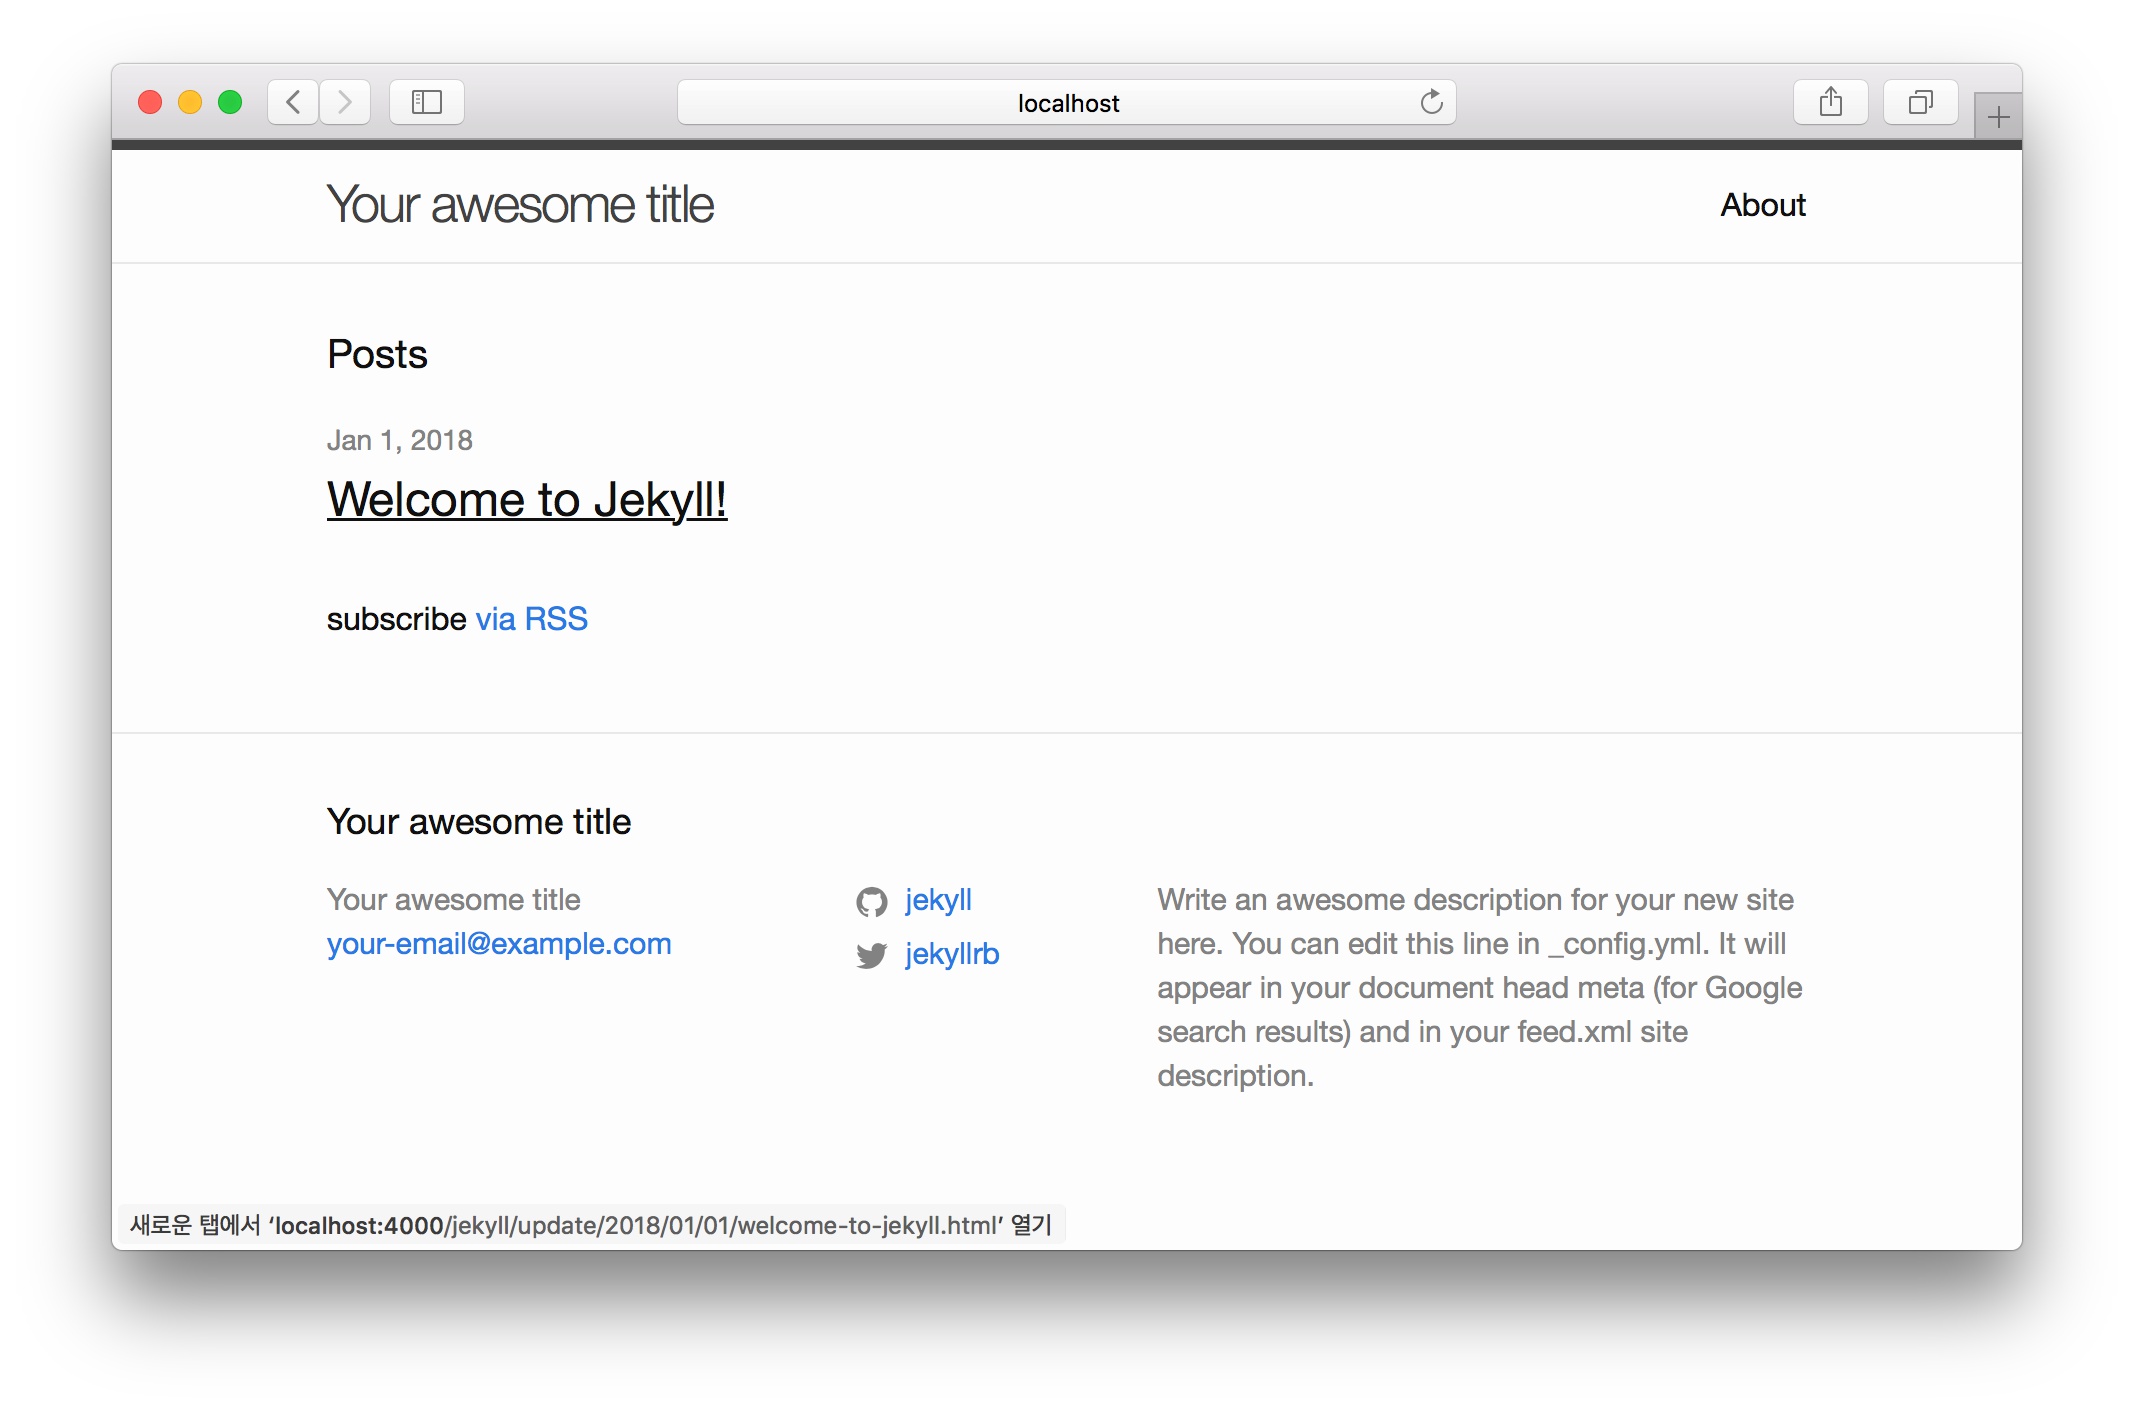 localhost
Your awesome title
About
Posts
Jan 1, 2018
Welcome to Jekyll!
subscribe via RSS
Your awesome title
Your awesome title
your-email@example.com
jekyll
jekyllrb
Write an awesome description for your new site
here. You can edit this line in _config.yml. It will
appear in your document head meta (for Google
search results) and in your feed.xml site
description.
새로운 탭에서 ‘localhost:4000/jekyll/update/2018/01/01/welcome-to-jekyll.html’ 열기